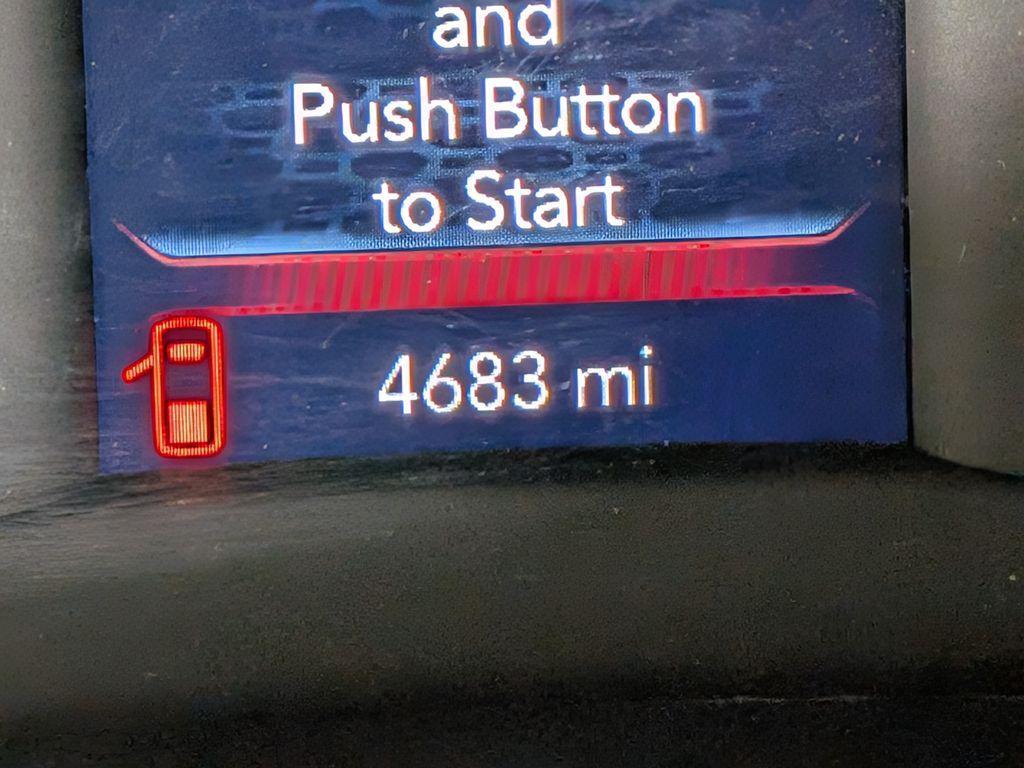 and
Push Button
to Start
4683 mi